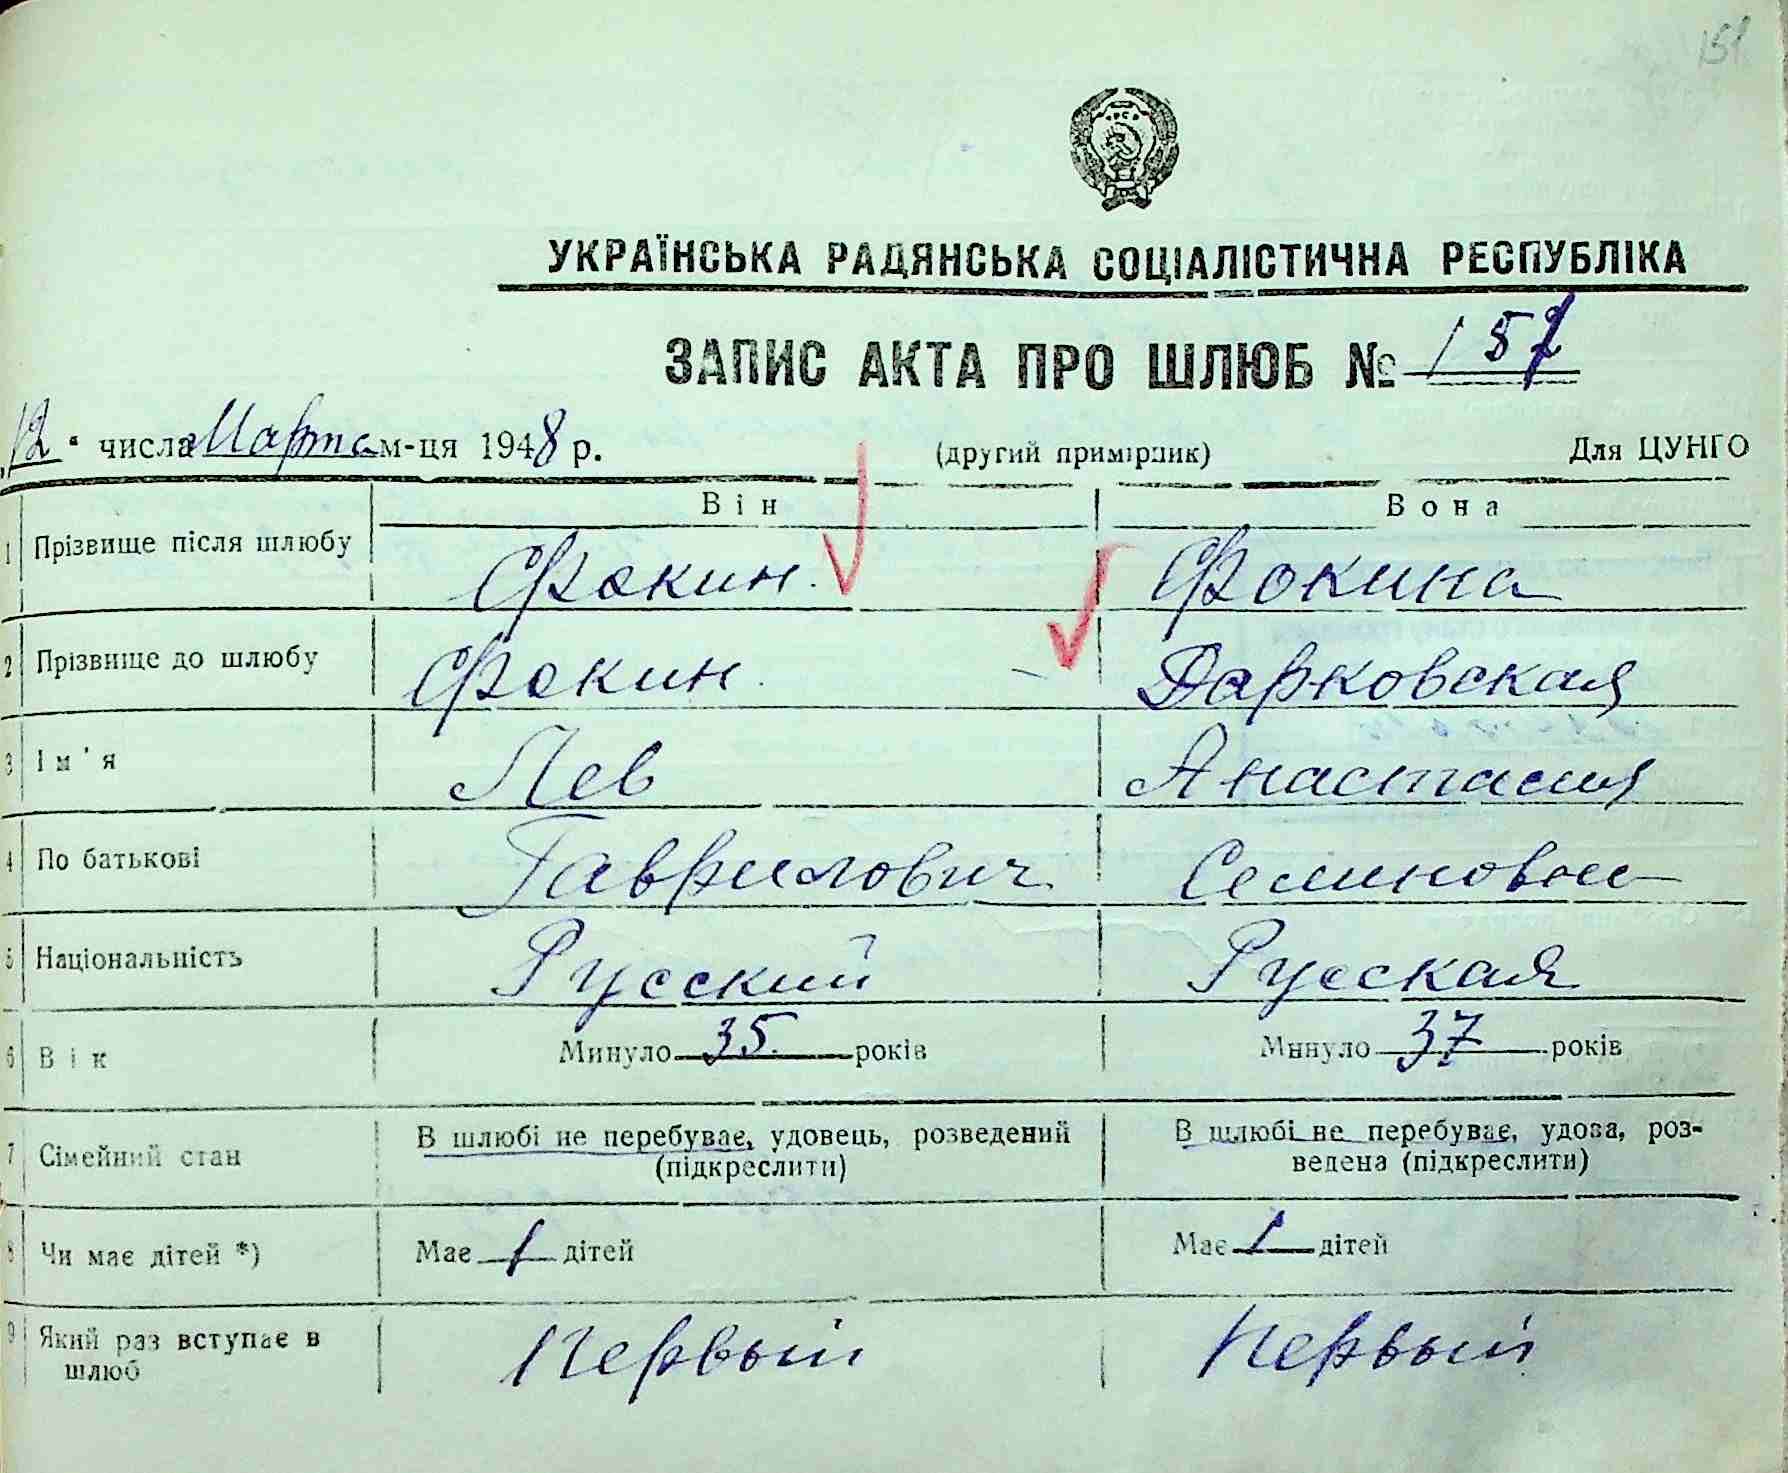 151
УКРАЇНСЬКА РАДЯНСЬКА СОЦІАЛІСТИЧНА РЕСПУБЛІКА
ЗАПИС АКТА ПРО ШЛЮБ № 151
12 " числа Марта м-ця 1948 р. (другий примірник) Для ЦУНГО
Він Вона
1 Прізвище після шлюбу Фокин Фокина
2 Прізвище до шлюбу Фокин Дарковская
3 Ім'я Лев Анастасия
4 По батькові Гаврилович
5 Національність Русский Русская
6 Вік Минуло 35 років Минуло 37 років
7 Сімейний стан В шлюбі не перебуває, удовець, розведений (підкреслити) В шлюбі не перебуває, удова, розведена (підкреслити)
8 Чи має дітей *) Має 1 дітей Має 1 дітей
9 Який раз вступає в шлюб Первый Первый